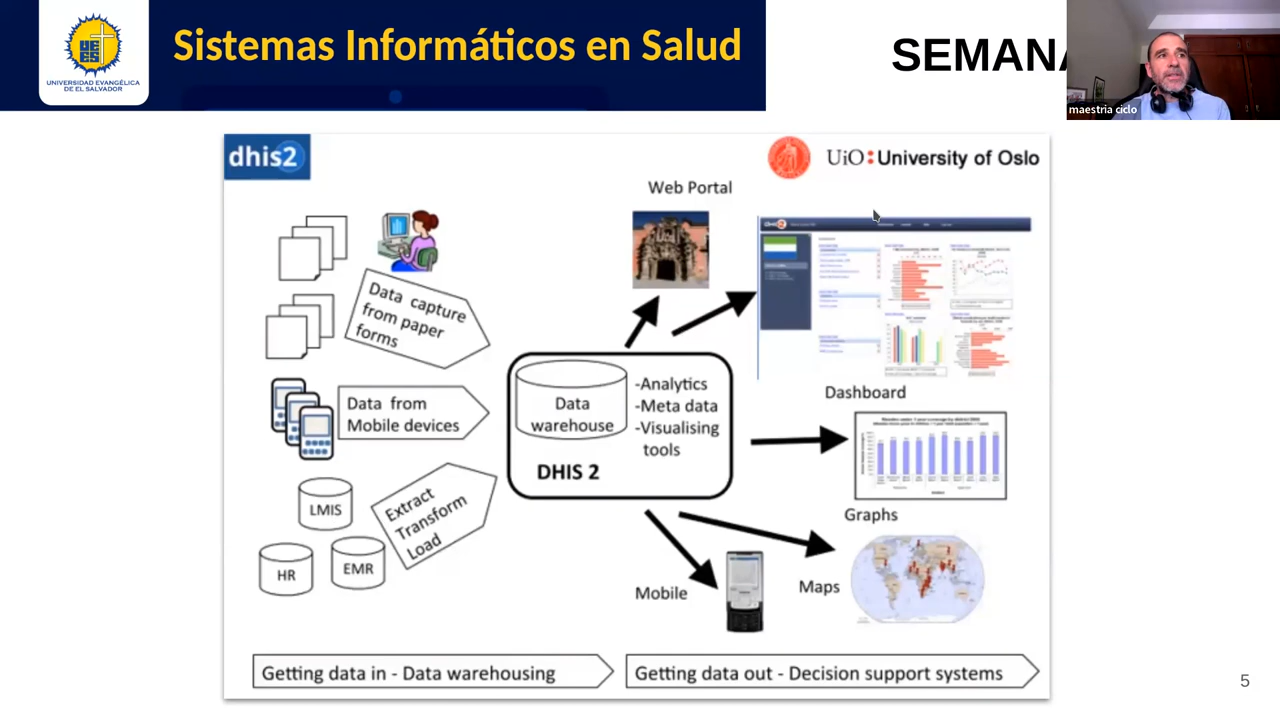 Sistemas Informáticos en Salud
SEMANA
maestria ciclo
UNIVERSIDAD EVANGÉLICA
DE EL SALVADOR
dhis2
UiO:University of Oslo
Web Portal
Data capture
from paper
forms
Data from
Mobile devices
Data
warehouse
-Analytics
-Meta data
-Visualising
tools
DHIS 2
Dashboard
Graphs
LMIS
HR
EMR
Extract
Transform
Load
Mobile
Maps
Getting data in - Data warehousing
Getting data out - Decision support systems
5